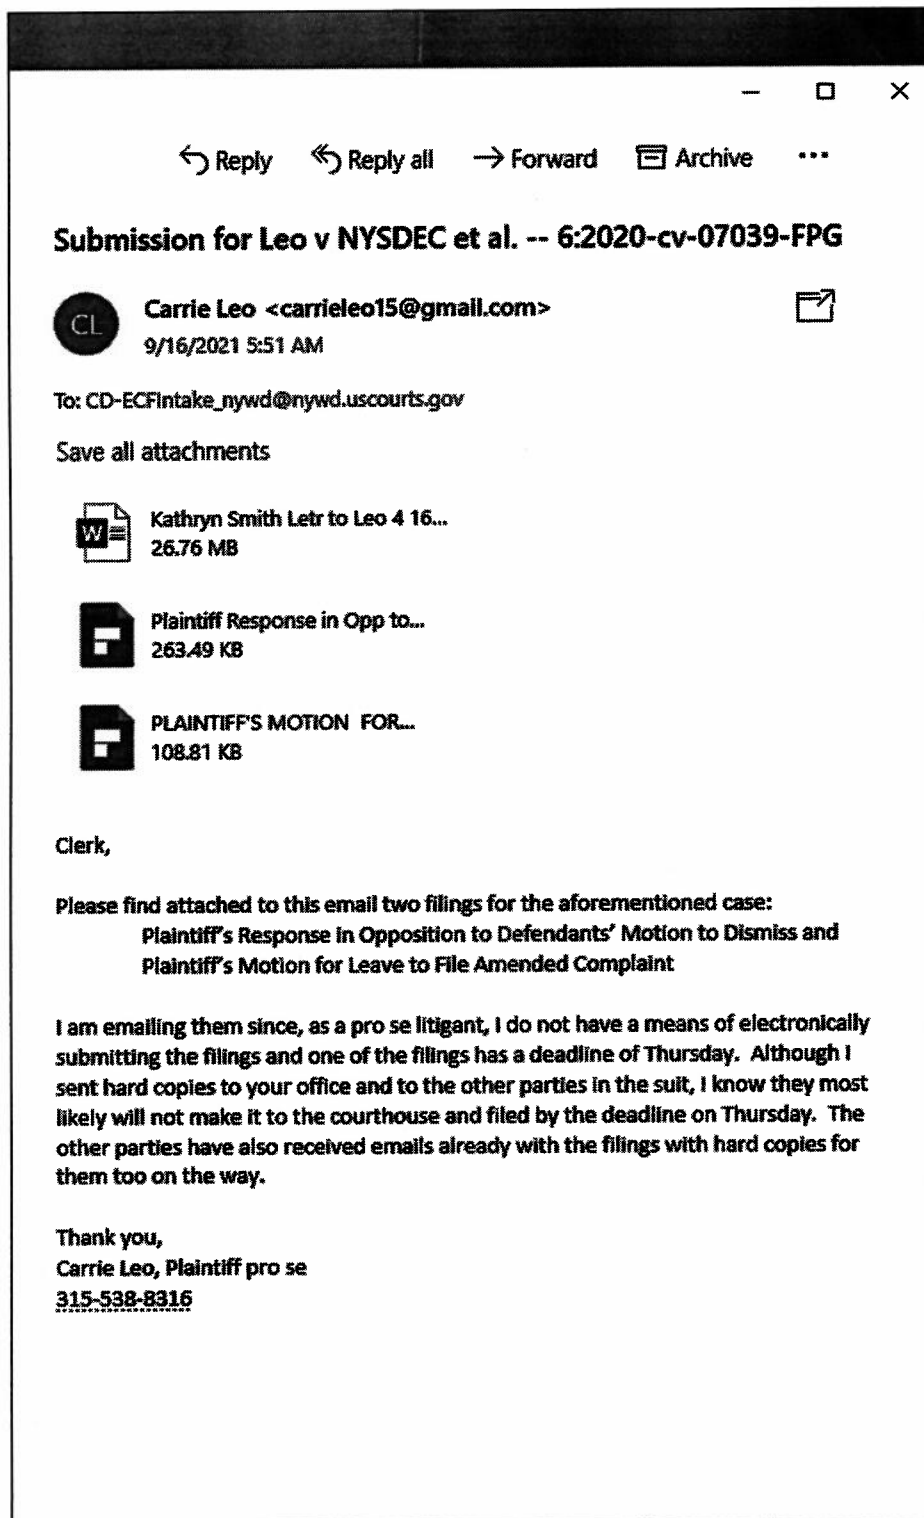 Reply Reply all Forward Archive ...
Submission for Leo v NYSDEC et al. -- 6:2020-cv-07039-FPG
CL
Carrie Leo <carrieleo15@gmail.com>
9/16/2021 5:51 AM
To: CD-ECFIntake_nywd@nywd.uscourts.gov
Save all attachments
Kathryn Smith Letr to Leo 4 16...
26.76 MB
Plaintiff Response in Opp to...
263.49 KB
PLAINTIFF'S MOTION FOR...
108.81 KB
Clerk,
Please find attached to this email two filings for the aforementioned case:
Plaintiff's Response in Opposition to Defendants' Motion to Dismiss and
Plaintiff's Motion for Leave to File Amended Complaint
I am emailing them since, as a pro se litigant, I do not have a means of electronically
submitting the filings and one of the filings has a deadline of Thursday. Although I
sent hard copies to your office and to the other parties in the suit, I know they most
likely will not make it to the courthouse and filed by the deadline on Thursday. The
other parties have also received emails already with the filings with hard copies for
them too on the way.
Thank you,
Carrie Leo, Plaintiff pro se
315-538-8316